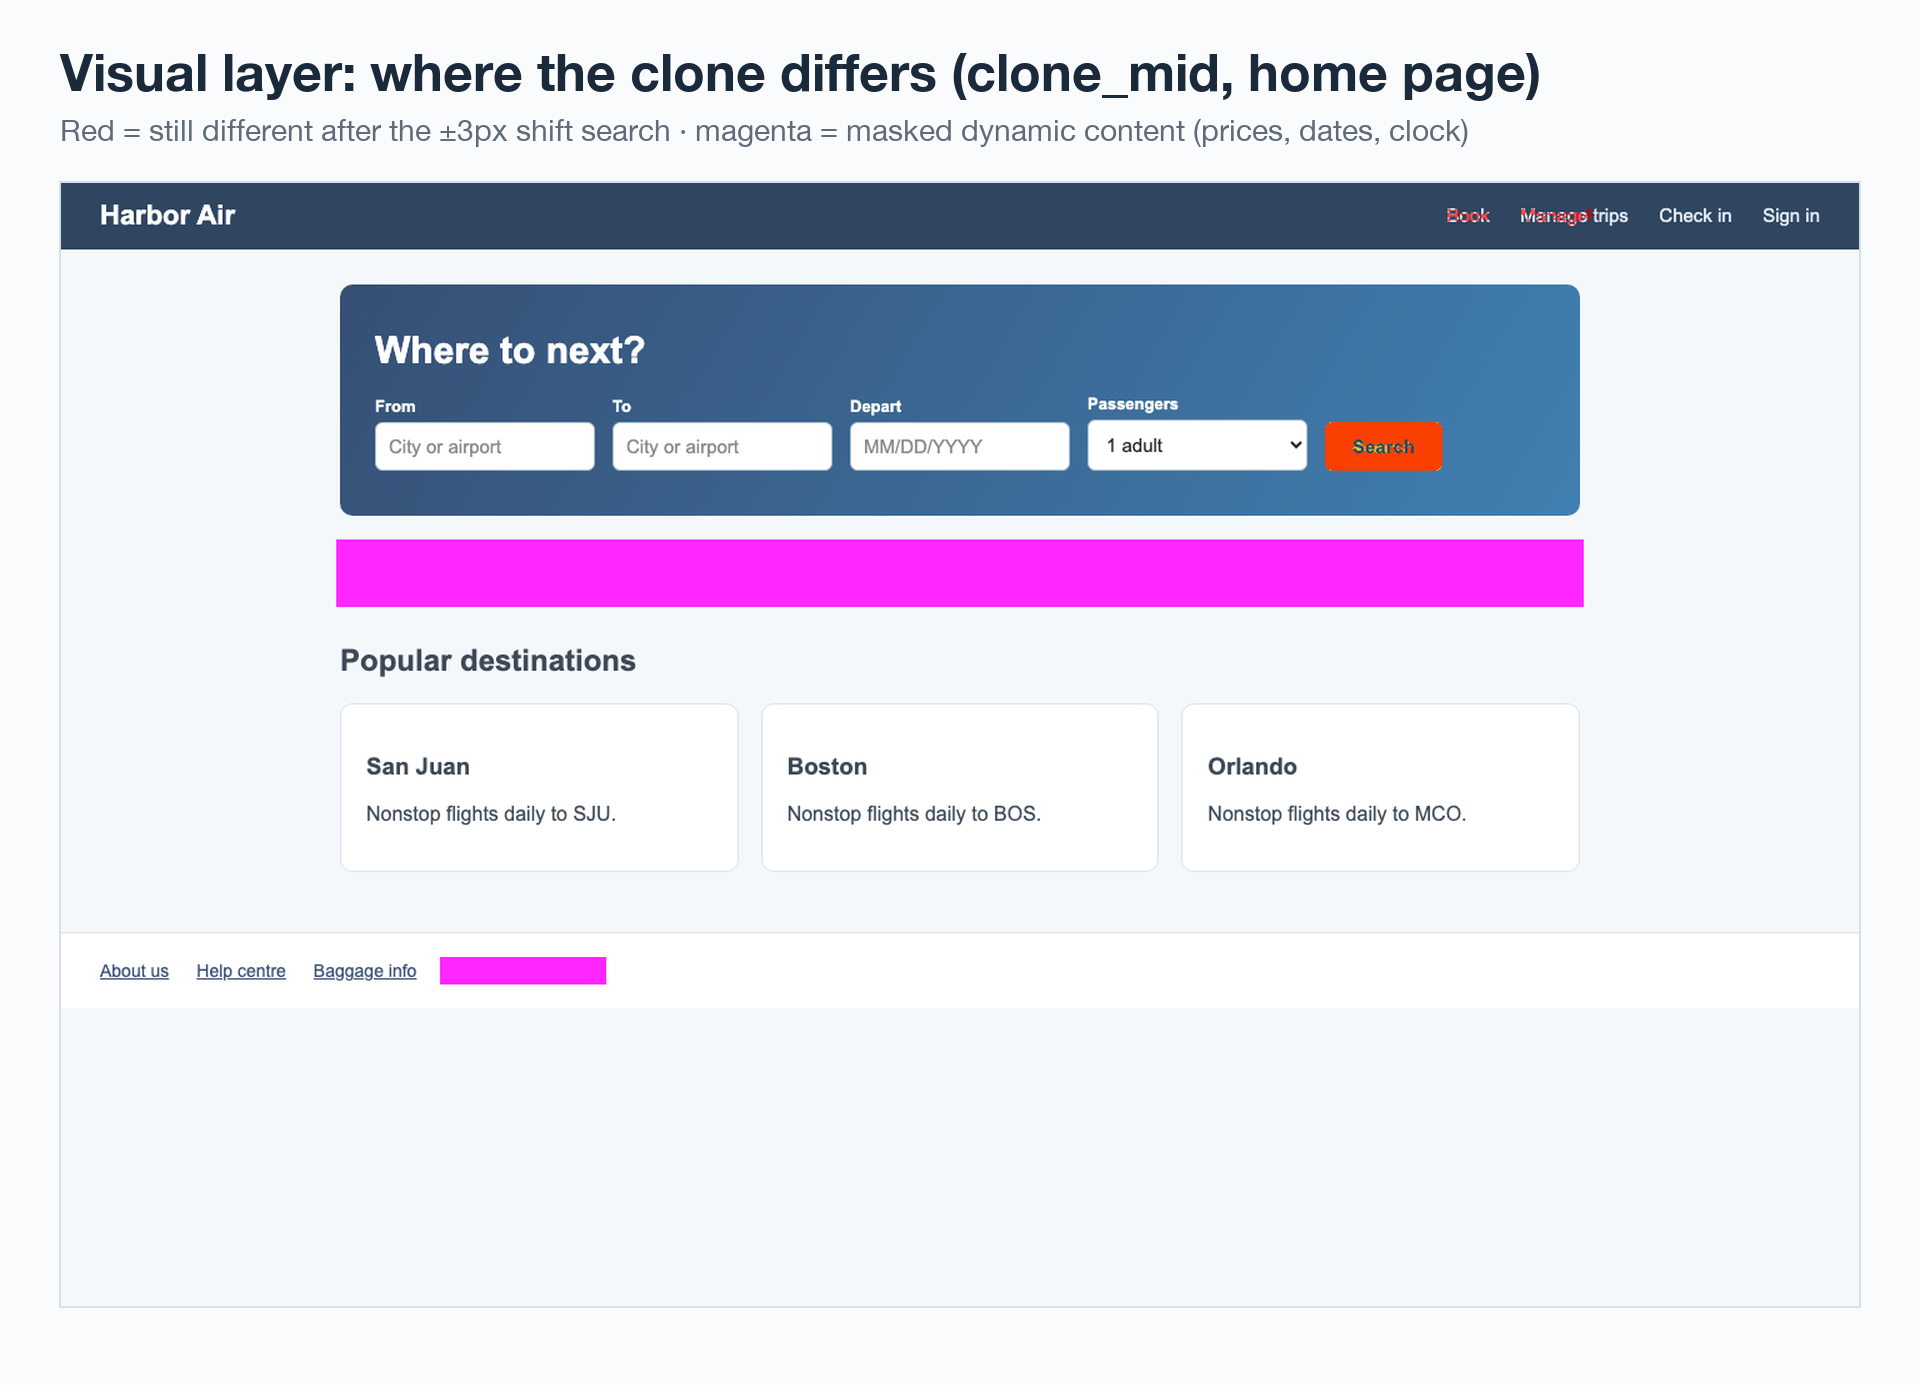 Visual layer: where the clone differs (clone_mid, home page)
Red = still different after the ±3px shift search · magenta = masked dynamic content (prices, dates, clock)
Harbor Air Book Manage trips Check in Sign in
Where to next?
From To Depart Passengers
City or airport City or airport MM/DD/YYYY 1 adult Search
Popular destinations
San Juan Boston Orlando
Nonstop flights daily to SJU. Nonstop flights daily to BOS. Nonstop flights daily to MCO.
About us Help centre Baggage info